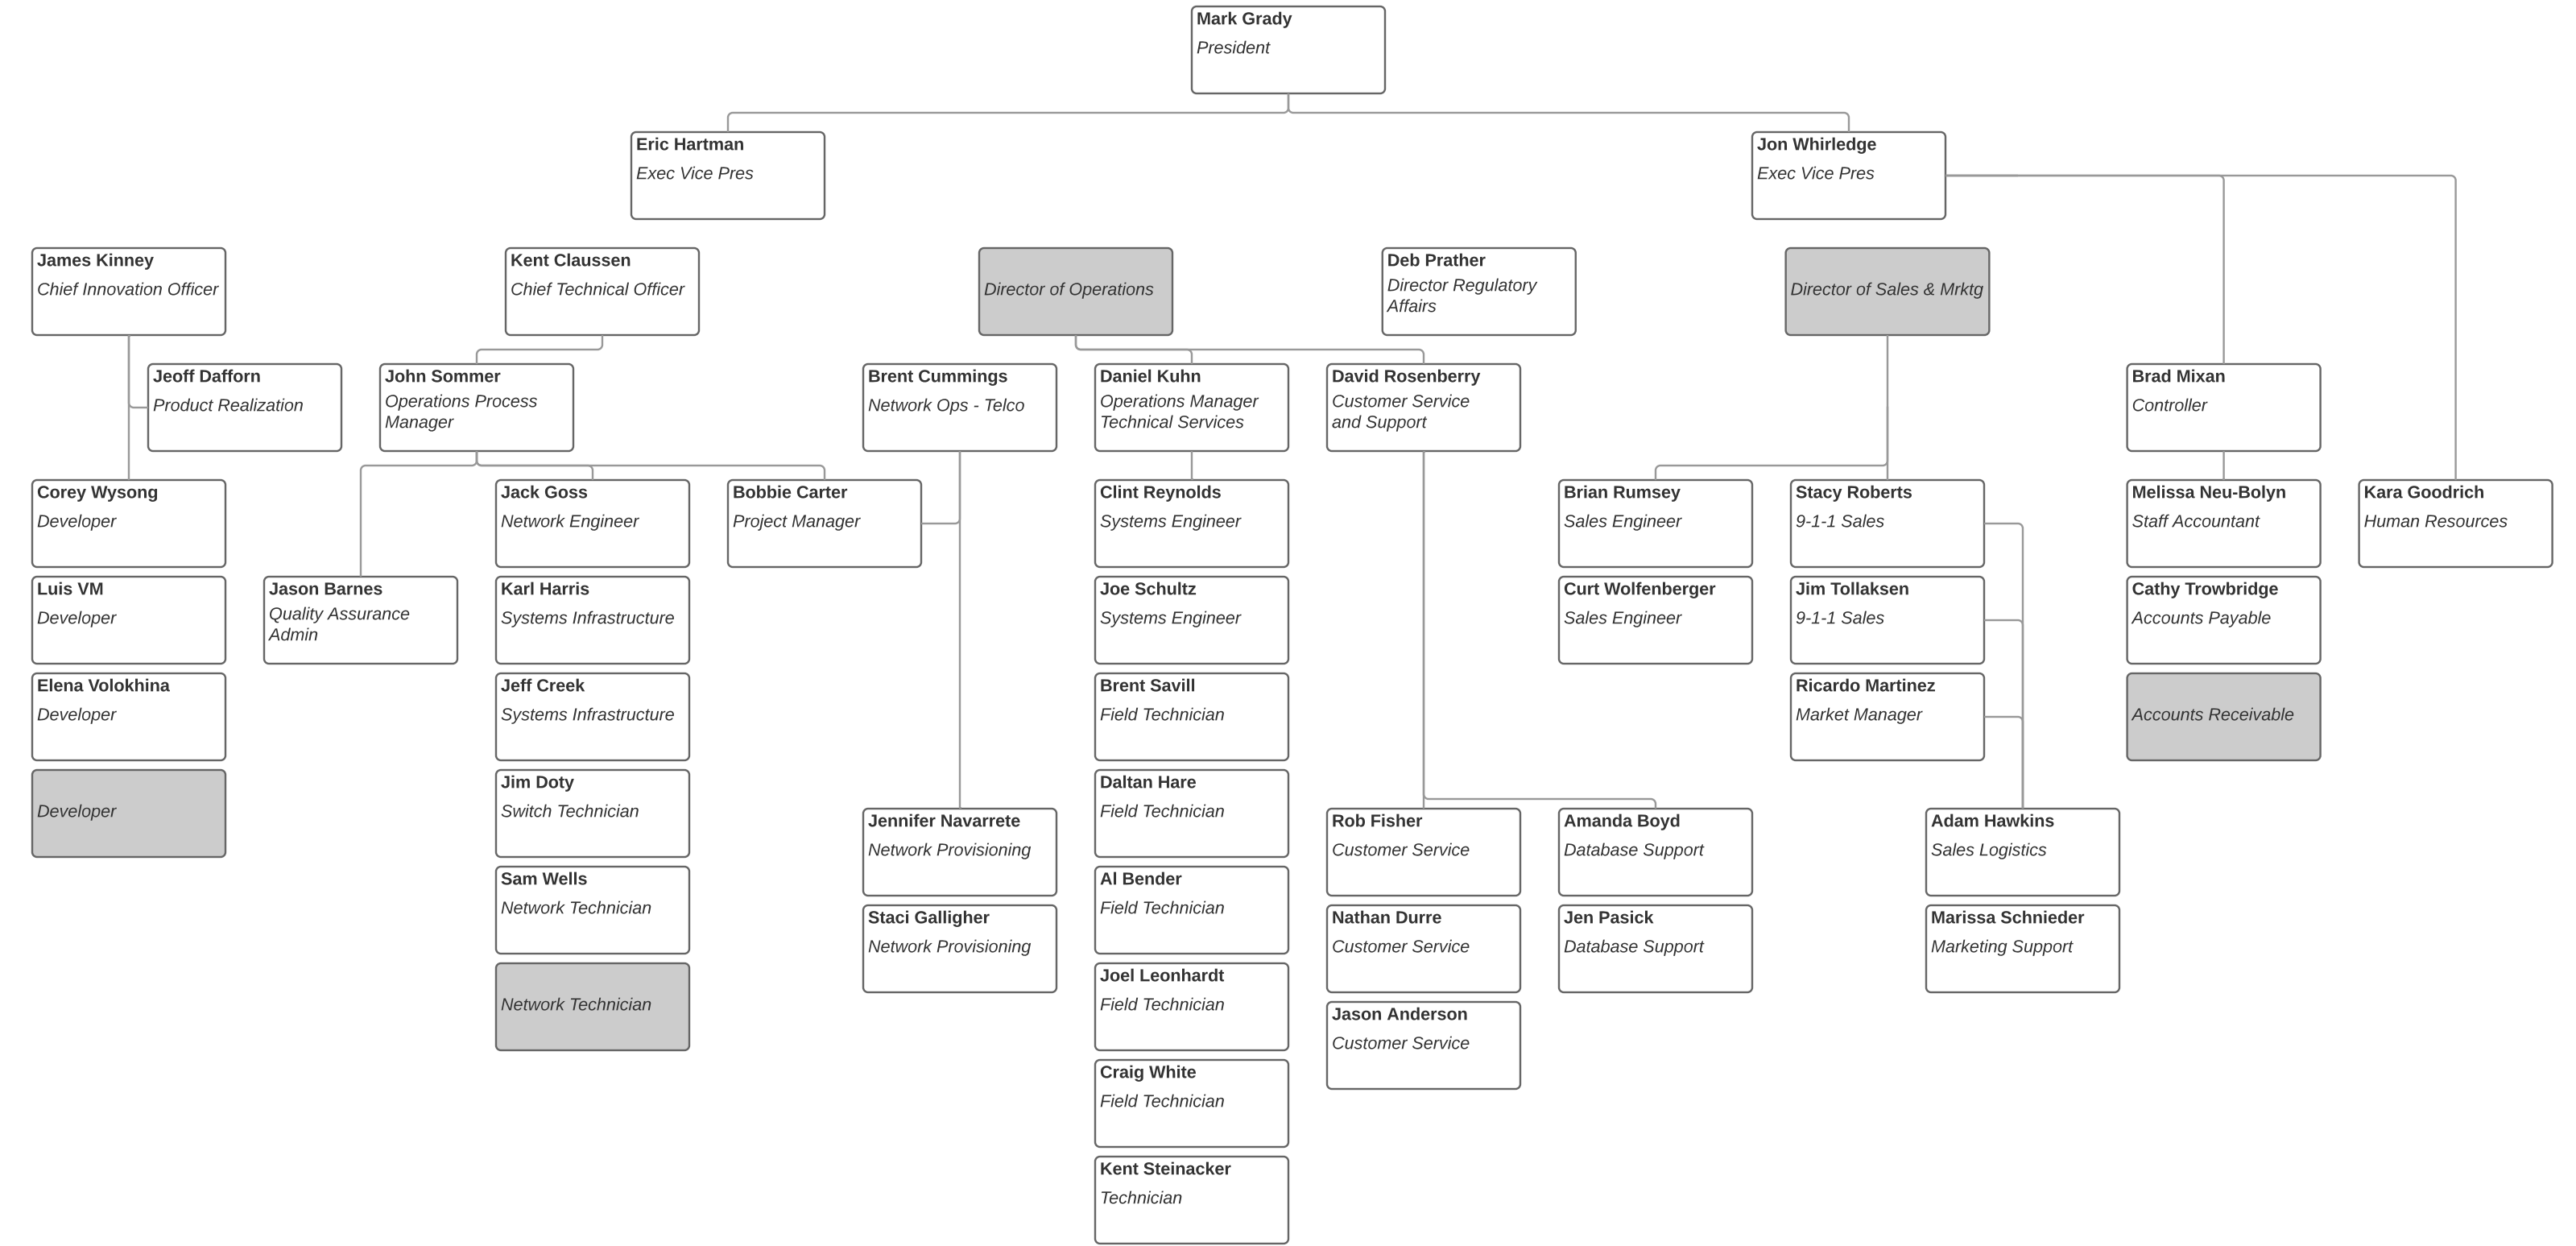 Mark Grady
President
Eric Hartman
Exec Vice Pres
Jon Whirledge
Exec Vice Pres
James Kinney
Chief Innovation Officer
Kent Claussen
Chief Technical Officer
Director of Operations
Deb Prather
Director Regulatory
Affairs
Director of Sales & Mrktg
Jeoff Dafforn
Product Realization
John Sommer
Operations Process
Manager
Brent Cummings
Network Ops - Telco
Daniel Kuhn
Operations Manager
Technical Services
David Rosenberry
Customer Service
and Support
Brad Mixan
Controller
Corey Wysong
Developer
Jack Goss
Network Engineer
Bobbie Carter
Project Manager
Clint Reynolds
Systems Engineer
Brian Rumsey
Sales Engineer
Stacy Roberts
9-1-1 Sales
Melissa Neu-Bolyn
Staff Accountant
Kara Goodrich
Human Resources
Luis VM
Developer
Jason Barnes
Quality Assurance
Admin
Karl Harris
Systems Infrastructure
Joe Schultz
Systems Engineer
Curt Wolfenberger
Sales Engineer
Jim Tollaksen
9-1-1 Sales
Cathy Trowbridge
Accounts Payable
Elena Volokhina
Developer
Jeff Creek
Systems Infrastructure
Brent Savill
Field Technician
Ricardo Martinez
Market Manager
Accounts Receivable
Developer
Jim Doty
Switch Technician
Daltan Hare
Field Technician
Jennifer Navarrete
Network Provisioning
Rob Fisher
Customer Service
Amanda Boyd
Database Support
Adam Hawkins
Sales Logistics
Sam Wells
Network Technician
Al Bender
Field Technician
Staci Galligher
Network Provisioning
Nathan Durre
Customer Service
Jen Pasick
Database Support
Marissa Schnieder
Marketing Support
Network Technician
Joel Leonhardt
Field Technician
Jason Anderson
Customer Service
Craig White
Field Technician
Kent Steinacker
Technician